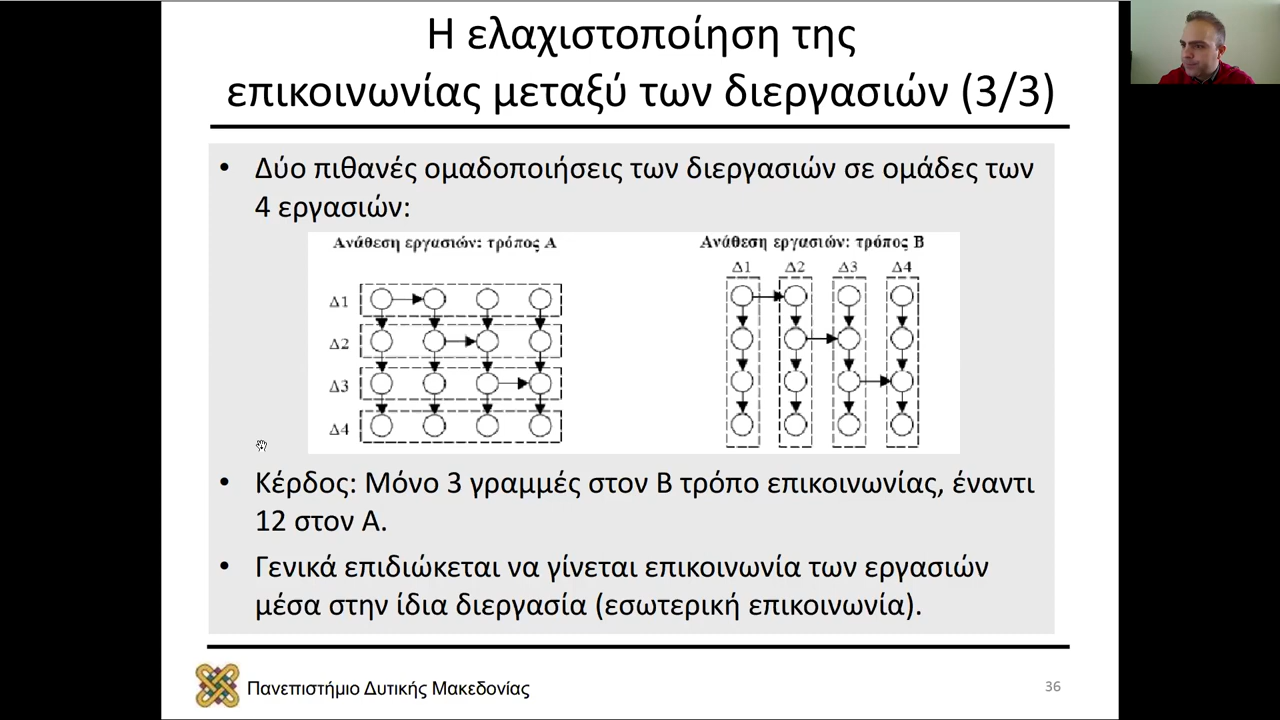 Η ελαχιστοποίηση της
επικοινωνίας μεταξύ των διεργασιών (3/3)
• Δύο πιθανές ομαδοποιήσεις των διεργασιών σε ομάδες των
4 εργασιών:
Ανάθεση εργασιών: τρόπος Α
Δ1
Δ2
Δ3
Δ4
Ανάθεση εργασιών: τρόπος Β
Δ1 Δ2 Δ3 Δ4
• Κέρδος: Μόνο 3 γραμμές στον Β τρόπο επικοινωνίας, έναντι
12 στον Α.
• Γενικά επιδιώκεται να γίνεται επικοινωνία των εργασιών
μέσα στην ίδια διεργασία (εσωτερική επικοινωνία).
Πανεπιστήμιο Δυτικής Μακεδονίας
36